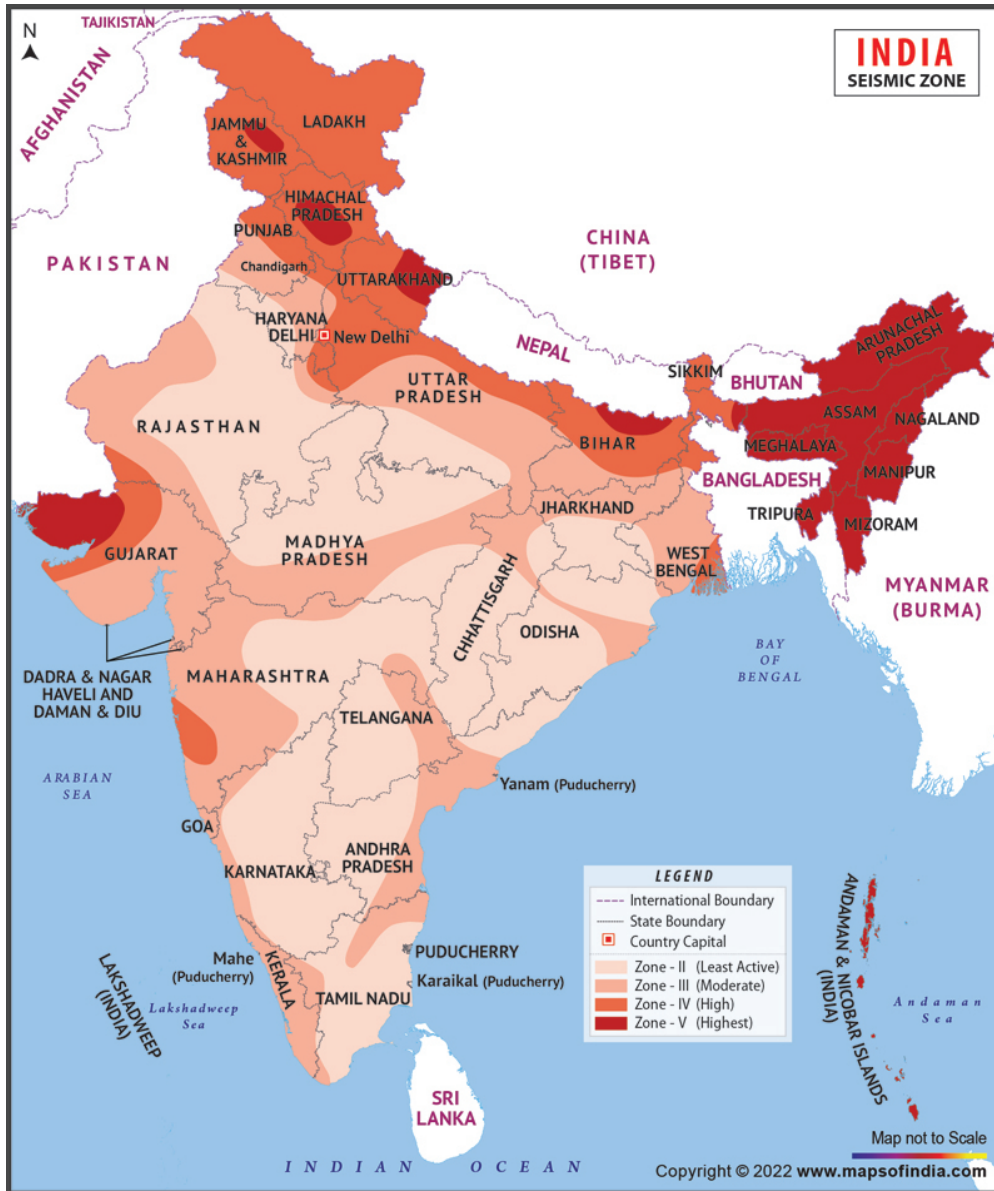 N
TAJIKISTAN
AFGHANISTAN
INDIA
SEISMIC ZONE
JAMMU
&
KASHMIR
LADAKH
HIMACHAL
PRADESH
PUNJAB
CHINA
(TIBET)
PAKISTAN
Chandigarh
UTTARAKHAND
HARYANA
DELHI
New Delhi
NEPAL
ARUNACHAL
PRADESH
SIKKIM
BHUTAN
UTTAR
PRADESH
ASSAM
NAGALAND
RAJASTHAN
BIHAR
MEGHALAYA
MANIPUR
BANGLADESH
JHARKHAND
TRIPURA
MIZORAM
GUJARAT
MADHYA
PRADESH
WEST
BENGAL
MYANMAR
(BURMA)
CHHATTISGARH
ODISHA
BAY
OF
BENGAL
DADRA & NAGAR
HAVELI AND
DAMAN & DIU
MAHARASHTRA
TELANGANA
ARABIAN
SEA
Yanam (Puducherry)
GOA
ANDHRA
PRADESH
KARNATAKA
LEGEND
International Boundary
State Boundary
Country Capital
Zone - II (Least Active)
Zone - III (Moderate)
Zone - IV (High)
Zone - V (Highest)
ANDAMAN & NICOBAR ISLANDS
(INDIA)
PUDUCHERRY
Mahe
(Puducherry)
Karaikal (Puducherry)
KERALA
TAMIL NADU
LAKSHADWEEP
(INDIA)
Lakshadweep
Sea
Andaman
Sea
SRI
LANKA
Map not to Scale
INDIAN OCEAN
Copyright © 2022 www.mapsofindia.com